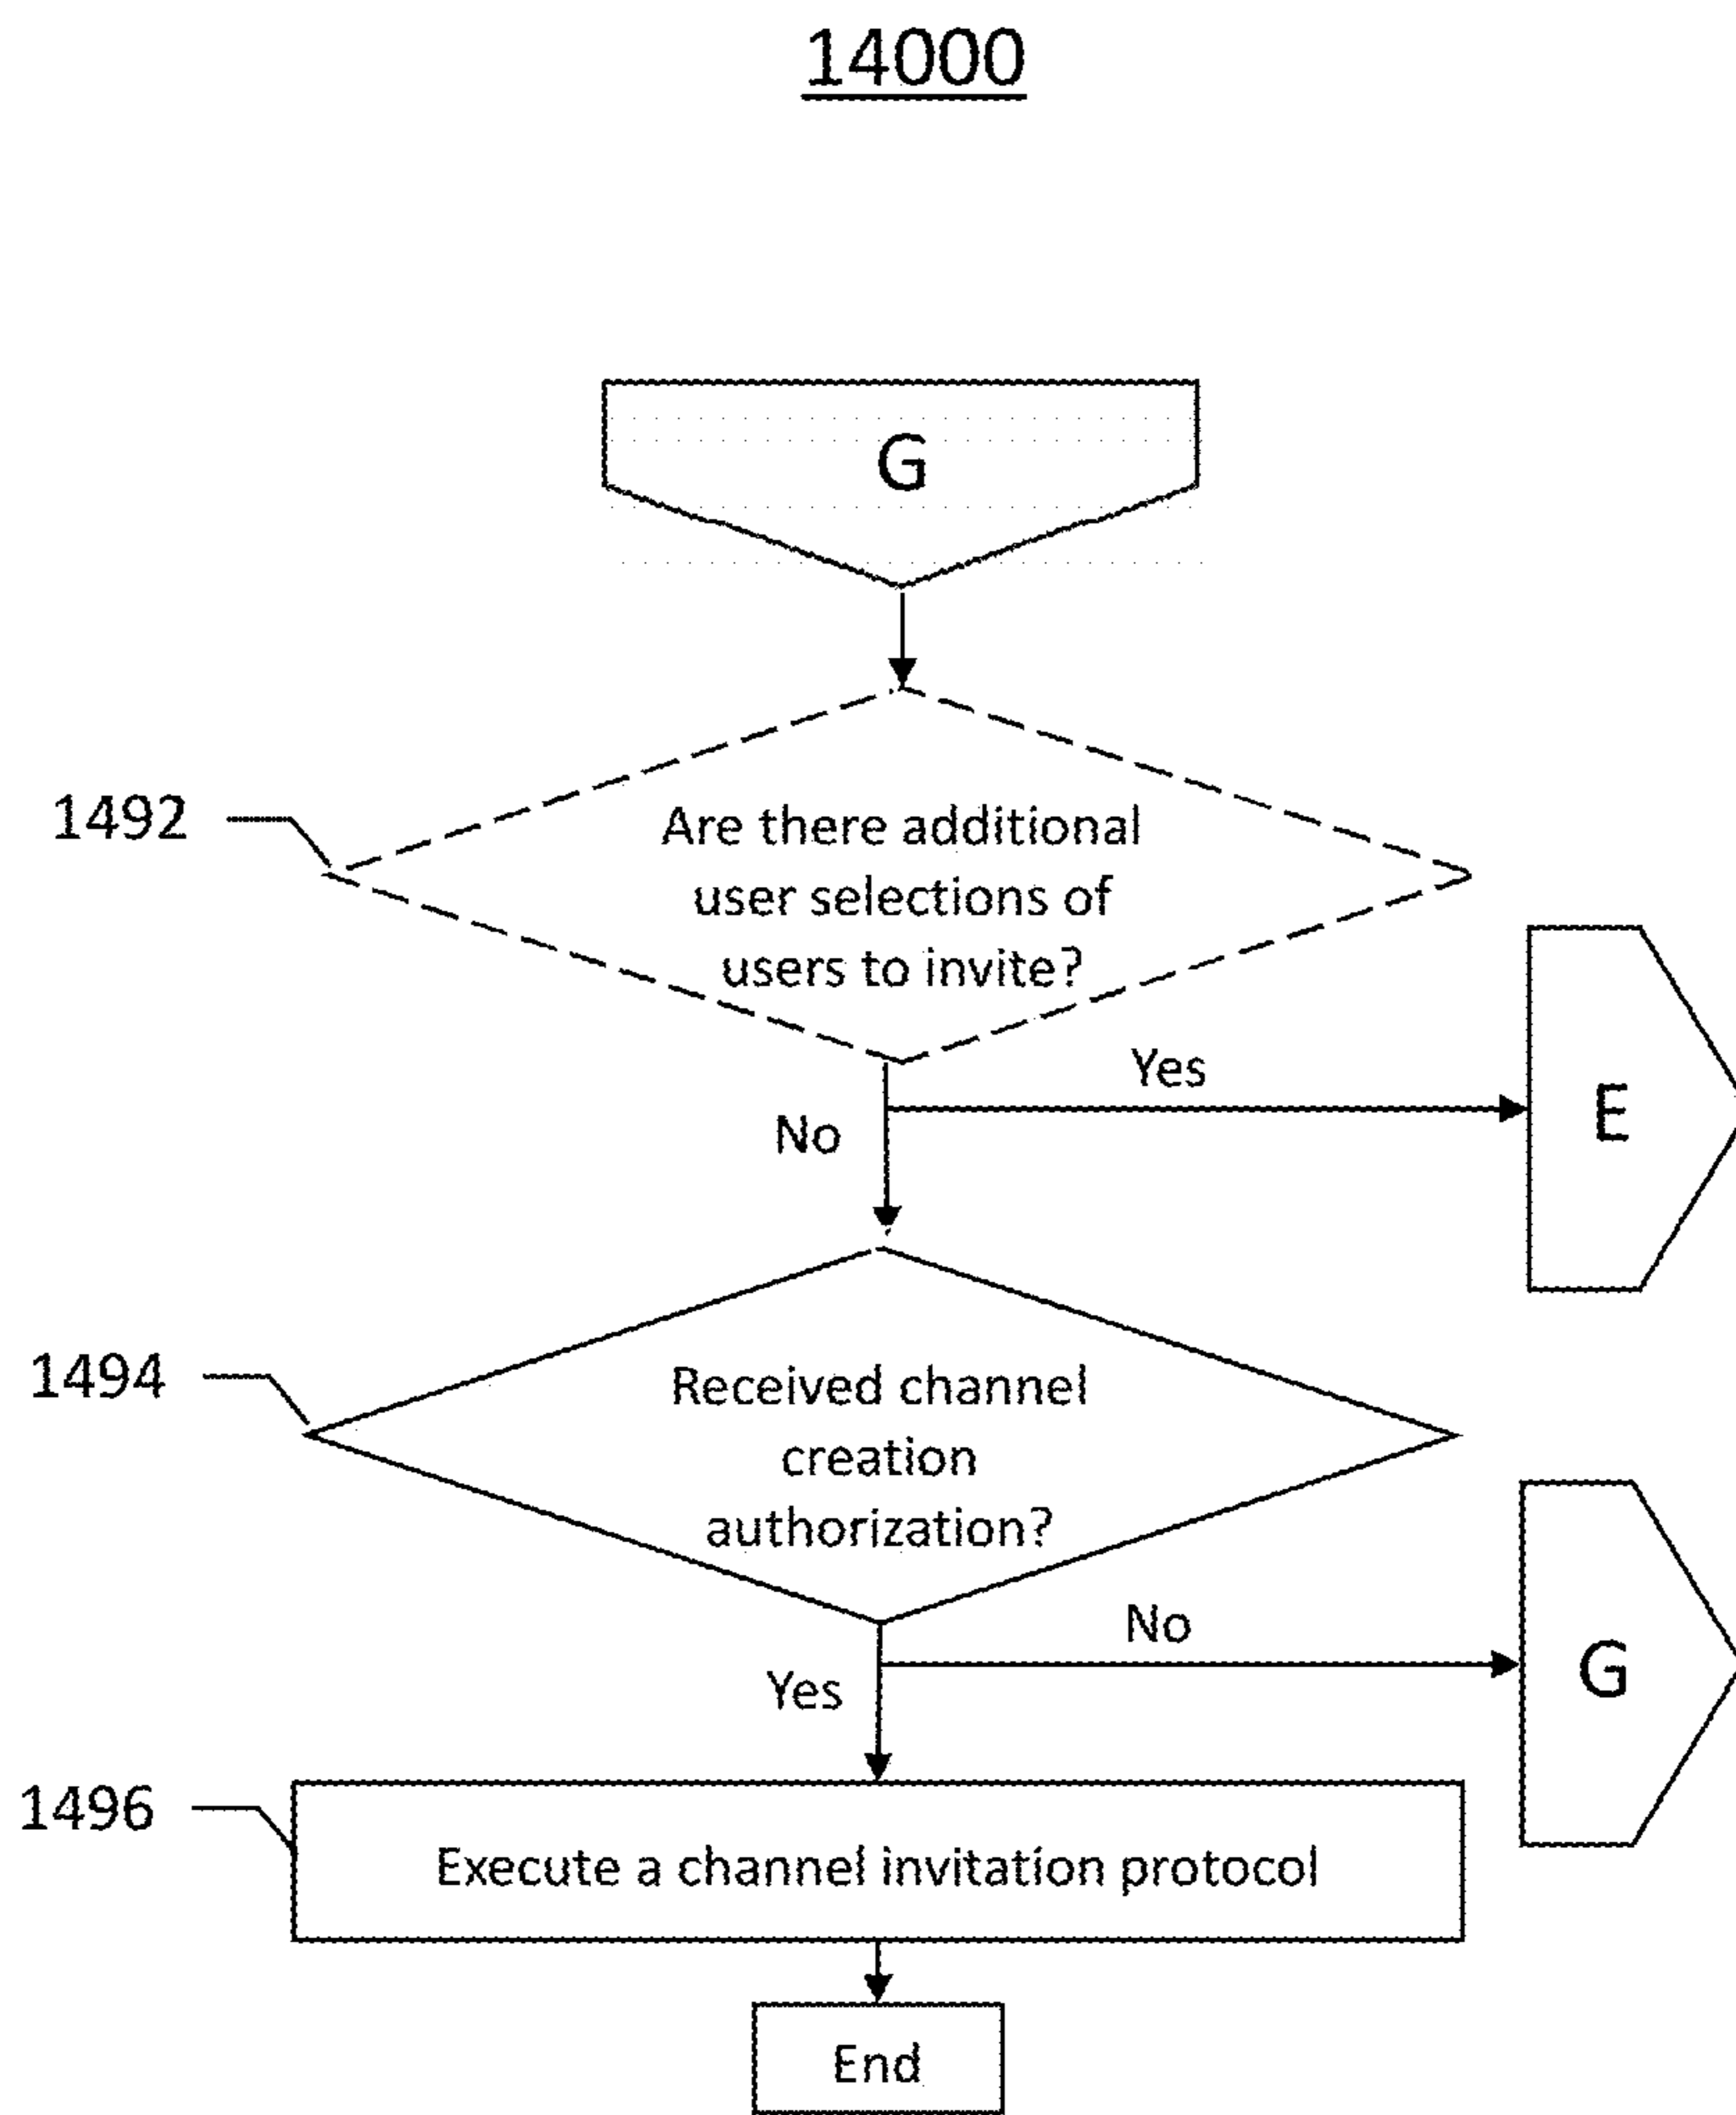 14000
G
1492
Are there additional
user selections of
users to invite?
Yes
E
No
1494
Received channel
creation
authorization?
No
G
Yes
1496
Execute a channel invitation protocol
End